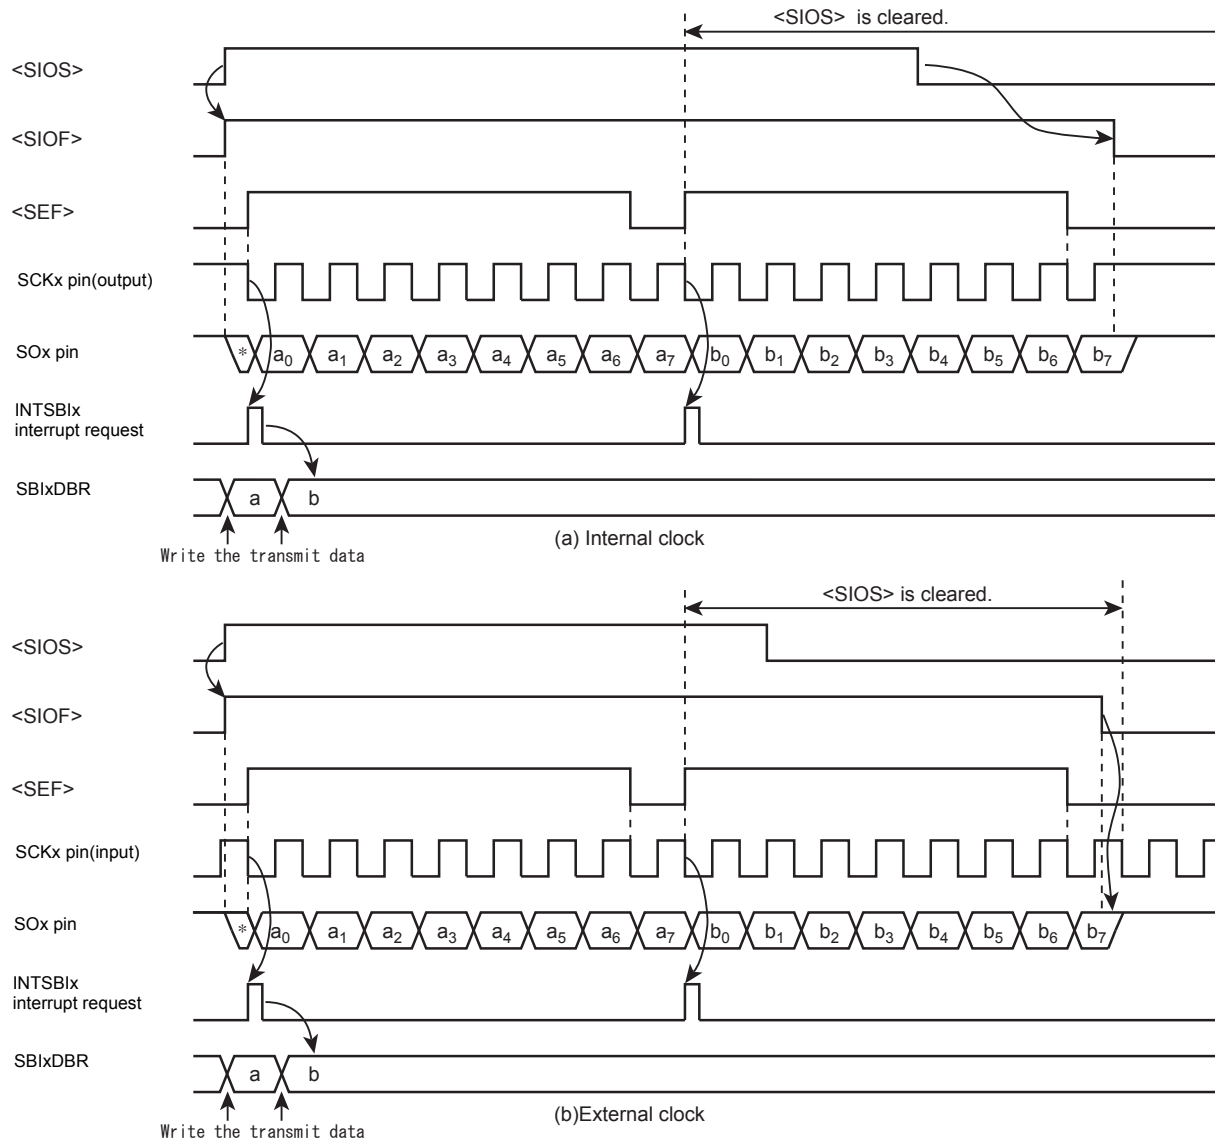 <SIOS> is cleared.
<SIOS>
<SIOF>
<SEF>
SCKx pin(output)
SOx pin
* a0 a1 a2 a3 a4 a5 a6 a7 b0 b1 b2 b3 b4 b5 b6 b7
INTSBIx
interrupt request
SBIxDBR
a b
(a) Internal clock
Write the transmit data
<SIOS> is cleared.
<SIOS>
<SIOF>
<SEF>
SCKx pin(input)
SOx pin
* a0 a1 a2 a3 a4 a5 a6 a7 b0 b1 b2 b3 b4 b5 b6 b7
INTSBIx
interrupt request
SBIxDBR
a b
(b)External clock
Write the transmit data